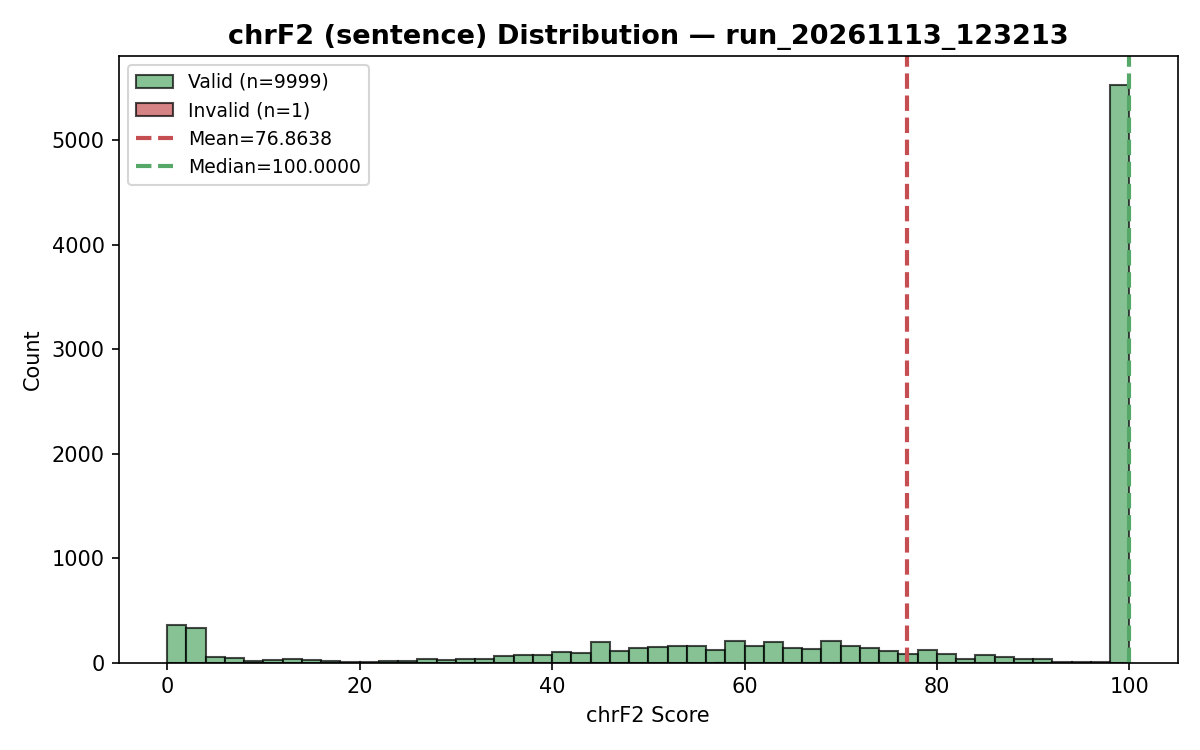 chrF2 (sentence) Distribution — run_20261113_123213
Valid (n=9999)
Invalid (n=1)
Mean=76.8638
Median=100.0000
Count
5000
4000
3000
2000
1000
0
0 20 40 60 80 100
chrF2 Score